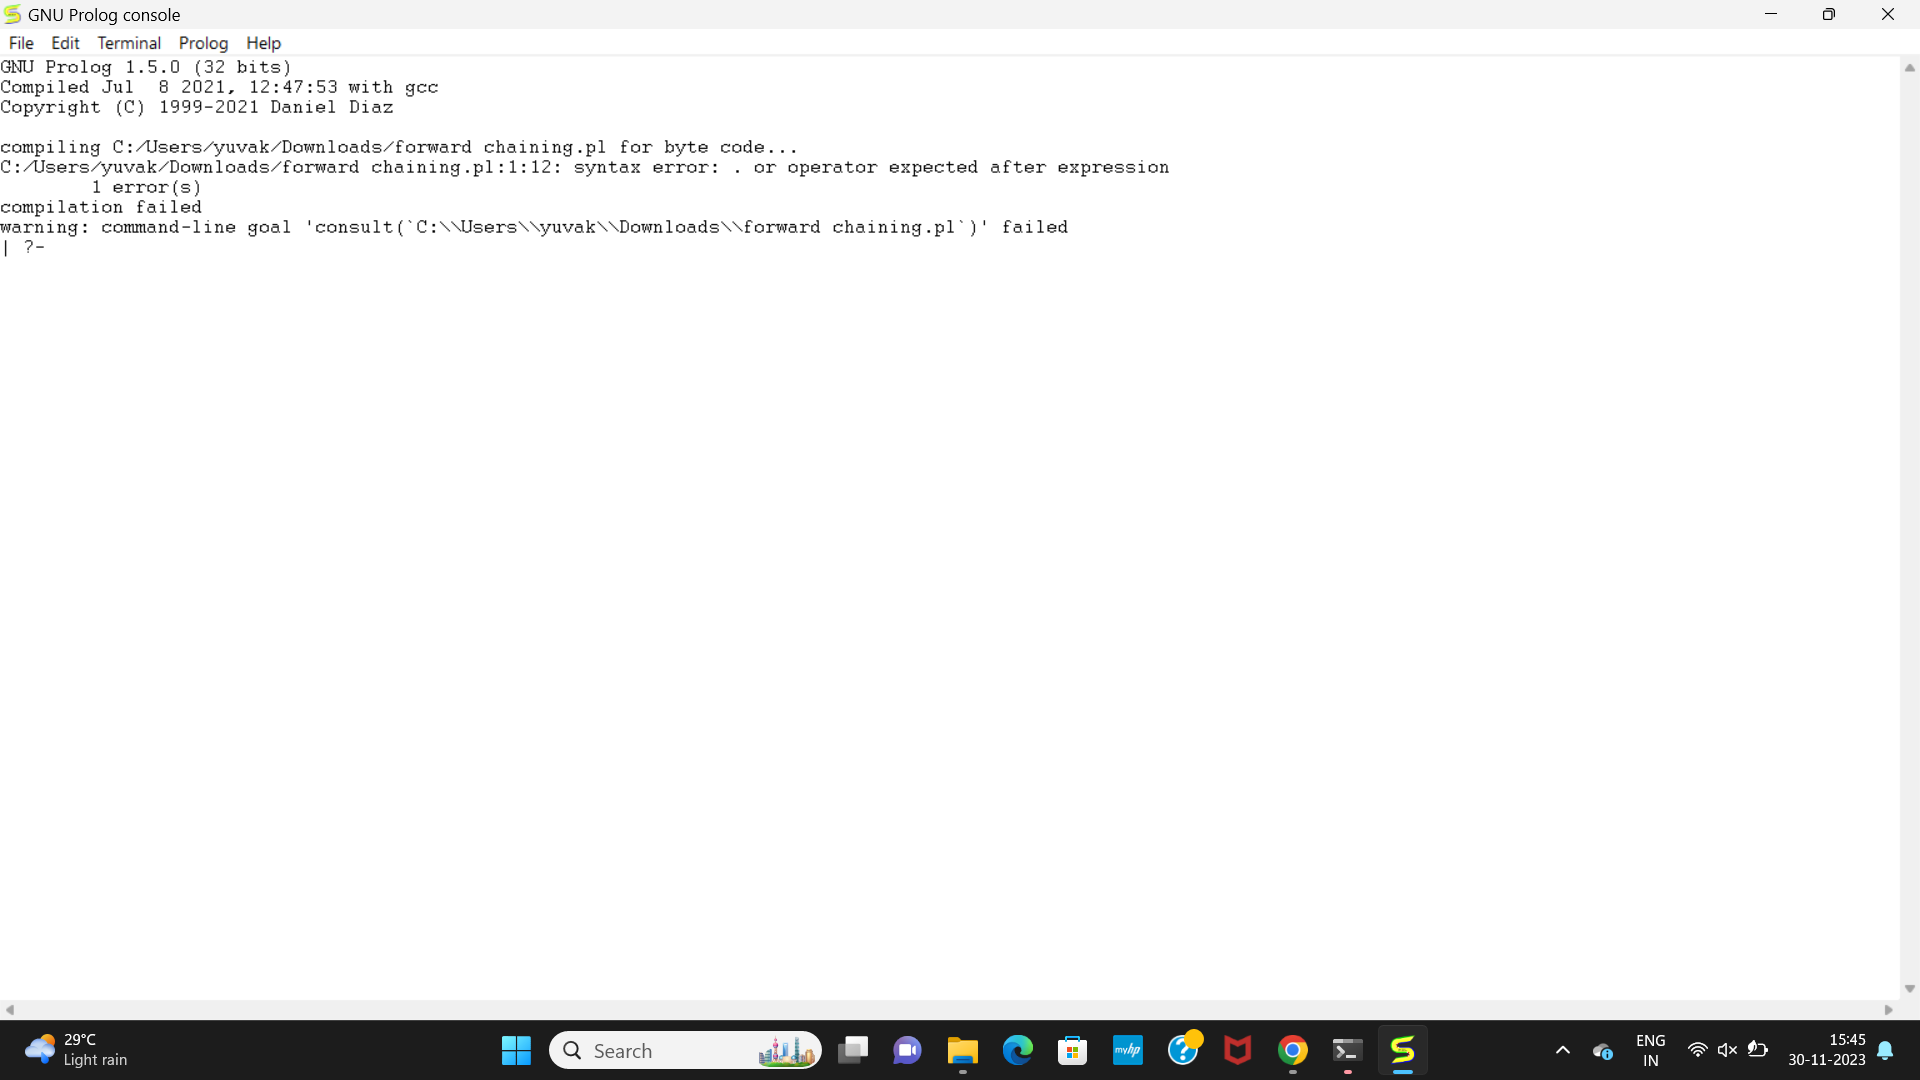 GNU Prolog console
File Edit Terminal Prolog Help
GNU Prolog 1.5.0 (32 bits)
Compiled Jul  8 2021, 12:47:53 with gcc
Copyright (C) 1999-2021 Daniel Diaz
compiling C:/Users/yuvak/Downloads/forward chaining.pl for byte code...
C:/Users/yuvak/Downloads/forward chaining.pl:1:12: syntax error: . or operator expected after expression
1 error(s)
compilation failed
warning: command-line goal 'consult(`C:\\Users\\yuvak\\Downloads\\forward chaining.pl`)' failed
| ?-
29°C
Light rain
Search
myhp
ENG
IN
15:45
30-11-2023